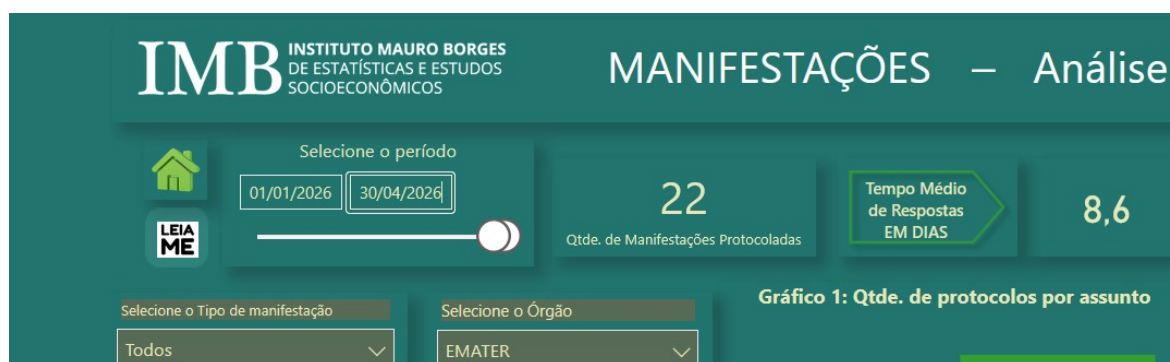 IMB
INSTITUTO MAURO BORGES
DE ESTATÍSTICAS E ESTUDOS
SOCIOECONÔMICOS
MANIFESTAÇÕES – Análise
LEIA
ME
Selecione o período
01/01/2026 30/04/2026
22
Qtde. de Manifestações Protocoladas
Tempo Médio
de Respostas
EM DIAS
8,6
Selecione o Tipo de manifestação
Todos
Selecione o Órgão
EMATER
Gráfico 1: Qtde. de protocolos por assunto